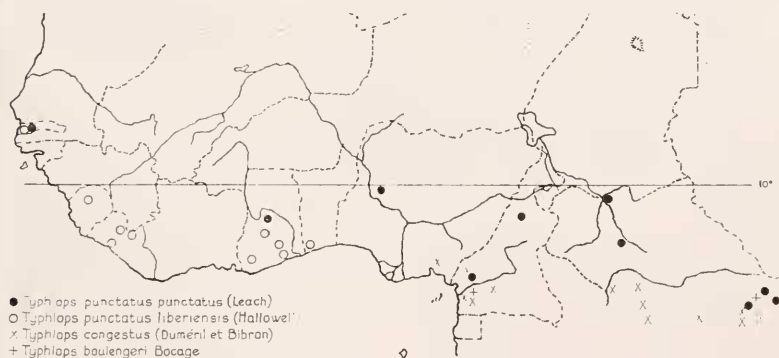 10°
● Typhlops punctatus punctatus (Leach)
○ Typhlops punctatus liberiensis (Hallowell)
x Typhlops congestus (Duméril et Bibron)
+ Typhlops boulengeri Bocage